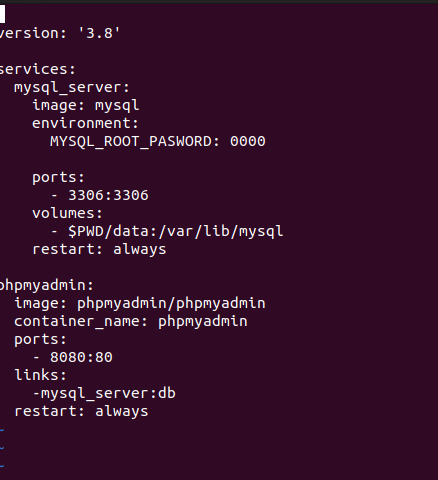 version: '3.8'
services:
mysql_server:
image: mysql
environment:
MYSQL_ROOT_PASWORD: 0000
ports:
- 3306:3306
volumes:
- $PWD/data:/var/lib/mysql
restart: always
phpmyadmin:
image: phpmyadmin/phpmyadmin
container_name: phpmyadmin
ports:
- 8080:80
links:
-mysql_server:db
restart: always
~
~
~